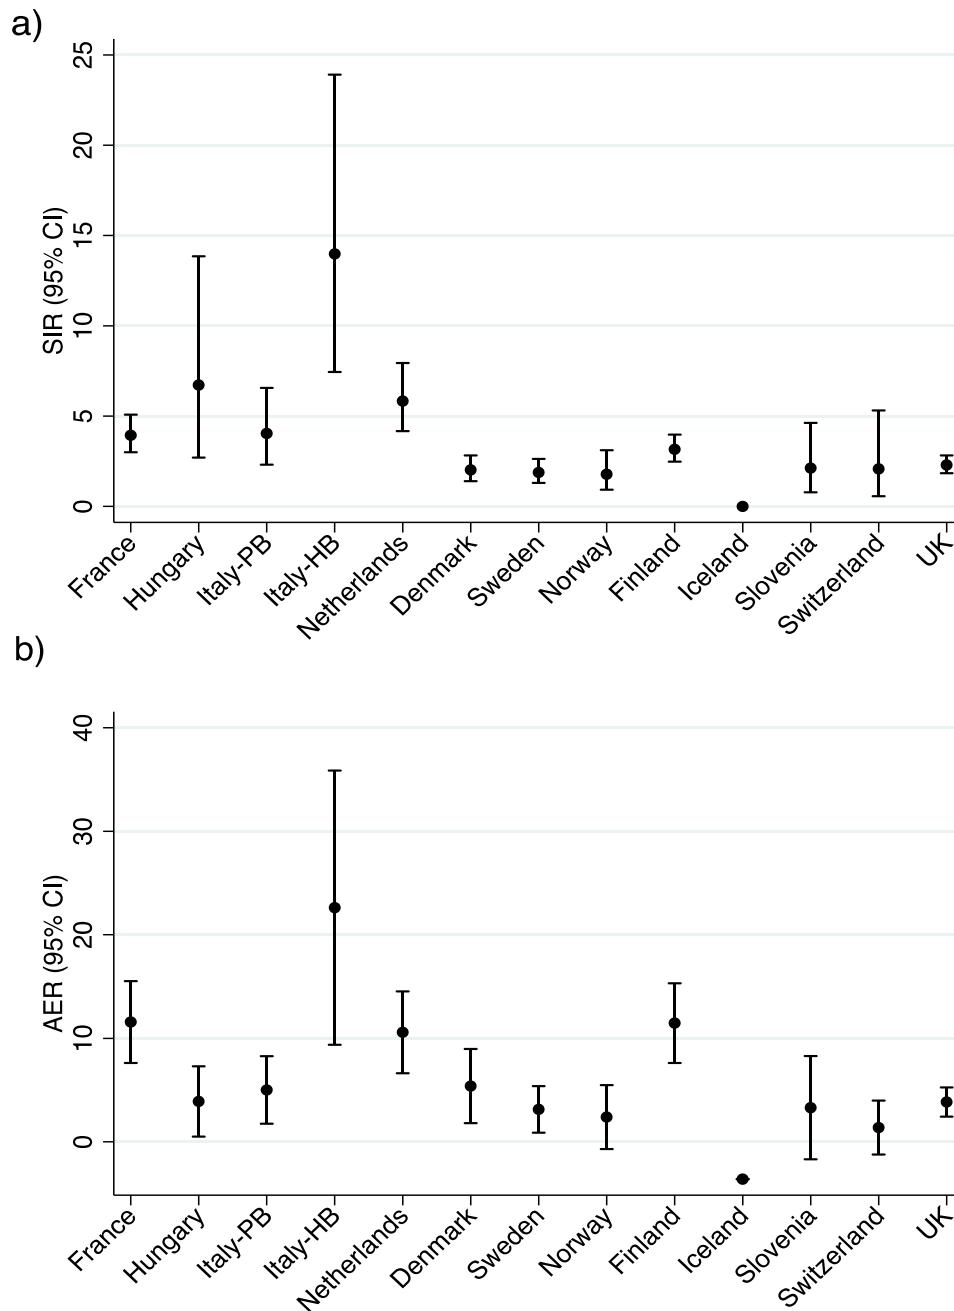 a)
SIR (95% CI)
25
20
15
10
5
0
France
Hungary
Italy-PB
Italy-HB
Netherlands
Denmark
Sweden
Norway
Finland
Iceland
Slovenia
Switzerland
UK
b)
AER (95% CI)
40
30
20
10
0
France
Hungary
Italy-PB
Italy-HB
Netherlands
Denmark
Sweden
Norway
Finland
Iceland
Slovenia
Switzerland
UK